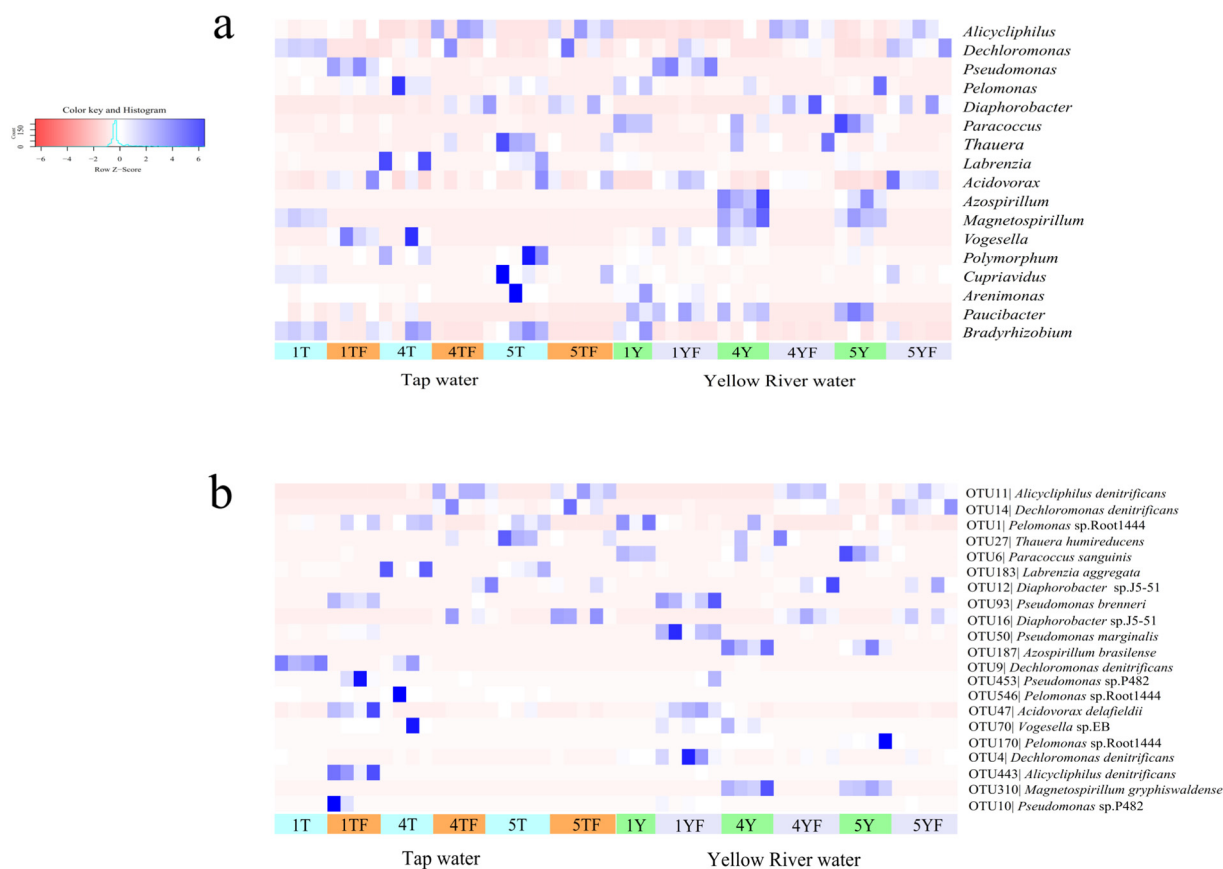 a
Color key and Histogram
Count
0 150
−6 −4 −2 0 2 4 6
Row Z−Score
Alicycliphilus
Dechloromonas
Pseudomonas
Pelomonas
Diaphorobacter
Paracoccus
Thauera
Labrenzia
Acidovorax
Azospirillum
Magnetospirillum
Vogesella
Polymorphum
Cupriavidus
Arenimonas
Paucibacter
Bradyrhizobium
1T 1TF 4T 4TF 5T 5TF 1Y 1YF 4Y 4YF 5Y 5YF
Tap water Yellow River water
b
OTU11| Alicycliphilus denitrificans
OTU14| Dechloromonas denitrificans
OTU1| Pelomonas sp.Root1444
OTU27| Thauera humireducens
OTU6| Paracoccus sanguinis
OTU183| Labrenzia aggregata
OTU12| Diaphorobacter sp.J5-51
OTU93| Pseudomonas brenneri
OTU16| Diaphorobacter sp.J5-51
OTU50| Pseudomonas marginalis
OTU187| Azospirillum brasilense
OTU9| Dechloromonas denitrificans
OTU453| Pseudomonas sp.P482
OTU546| Pelomonas sp.Root1444
OTU47| Acidovorax delafieldii
OTU70| Vogesella sp.EB
OTU170| Pelomonas sp.Root1444
OTU4| Dechloromonas denitrificans
OTU443| Alicycliphilus denitrificans
OTU310| Magnetospirillum gryphiswaldense
OTU10| Pseudomonas sp.P482
1T 1TF 4T 4TF 5T 5TF 1Y 1YF 4Y 4YF 5Y 5YF
Tap water Yellow River water